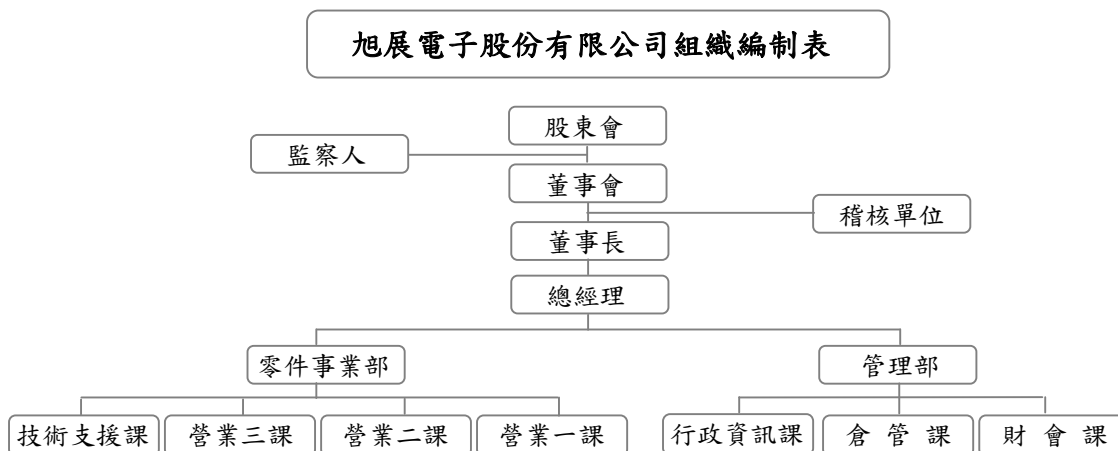 旭展電子股份有限公司組織編制表
股東會
監察人
董事會
稽核單位
董事長
總經理
零件事業部
管理部
技術支援課
營業三課
營業二課
營業一課
行政資訊課
倉 管 課
財 會 課